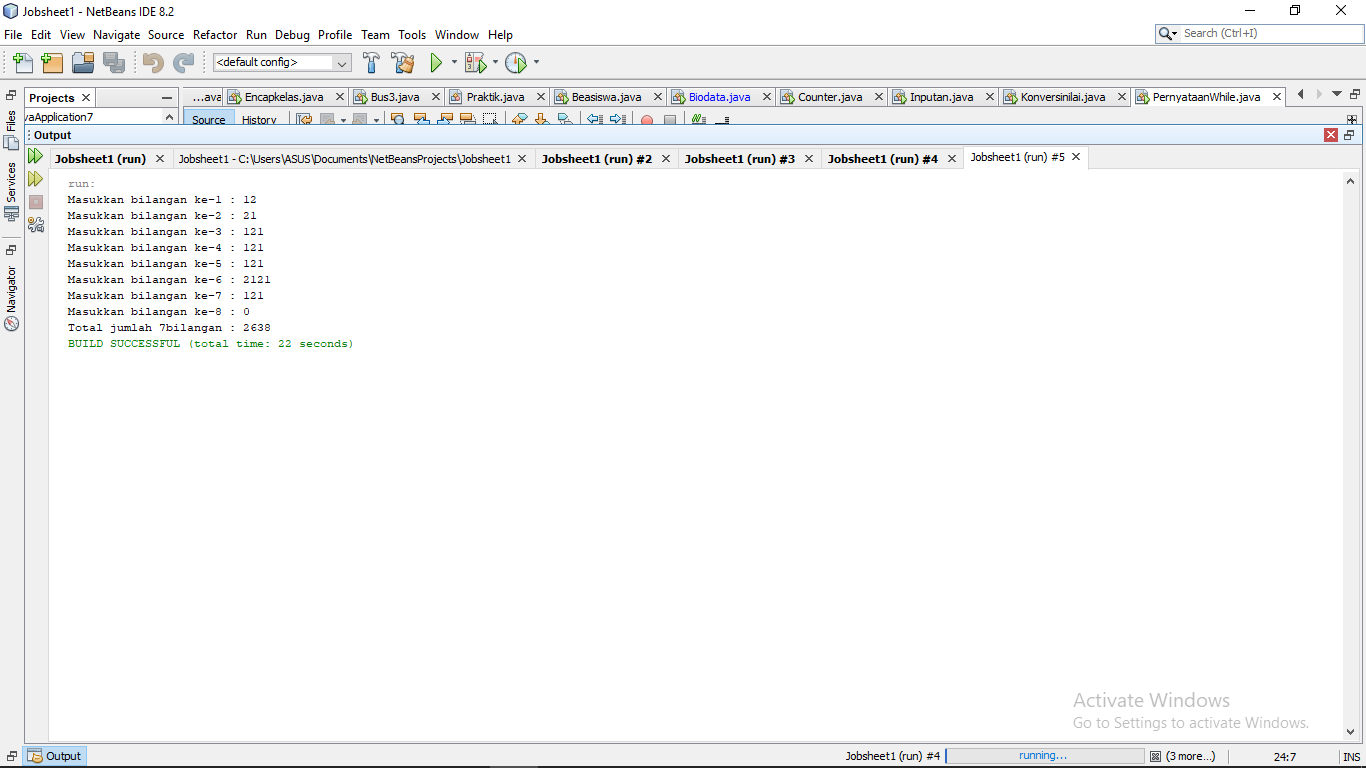 Jobsheet1 - NetBeans IDE 8.2
File Edit View Navigate Source Refactor Run Debug Profile Team Tools Window Help
Search (Ctrl+I)
<default config>
Projects
...ava Encapkelas.java Bus3.java Praktik.java Beasiswa.java Biodata.java Counter.java Inputan.java Konversinilai.java PernyataanWhile.java
vaApplication7
Source History
Files
Services
Navigator
Output
Jobsheet1 (run) Jobsheet1 - C:\Users\ASUS\Documents\NetBeansProjects\Jobsheet1 Jobsheet1 (run) #2 Jobsheet1 (run) #3 Jobsheet1 (run) #4 Jobsheet1 (run) #5
run:
Masukkan bilangan ke-1 : 12
Masukkan bilangan ke-2 : 21
Masukkan bilangan ke-3 : 121
Masukkan bilangan ke-4 : 121
Masukkan bilangan ke-5 : 121
Masukkan bilangan ke-6 : 2121
Masukkan bilangan ke-7 : 121
Masukkan bilangan ke-8 : 0
Total jumlah 7bilangan : 2638
BUILD SUCCESSFUL (total time: 22 seconds)
Activate Windows
Go to Settings to activate Windows.
Output
Jobsheet1 (run) #4 running... (3 more...) 24:7 INS